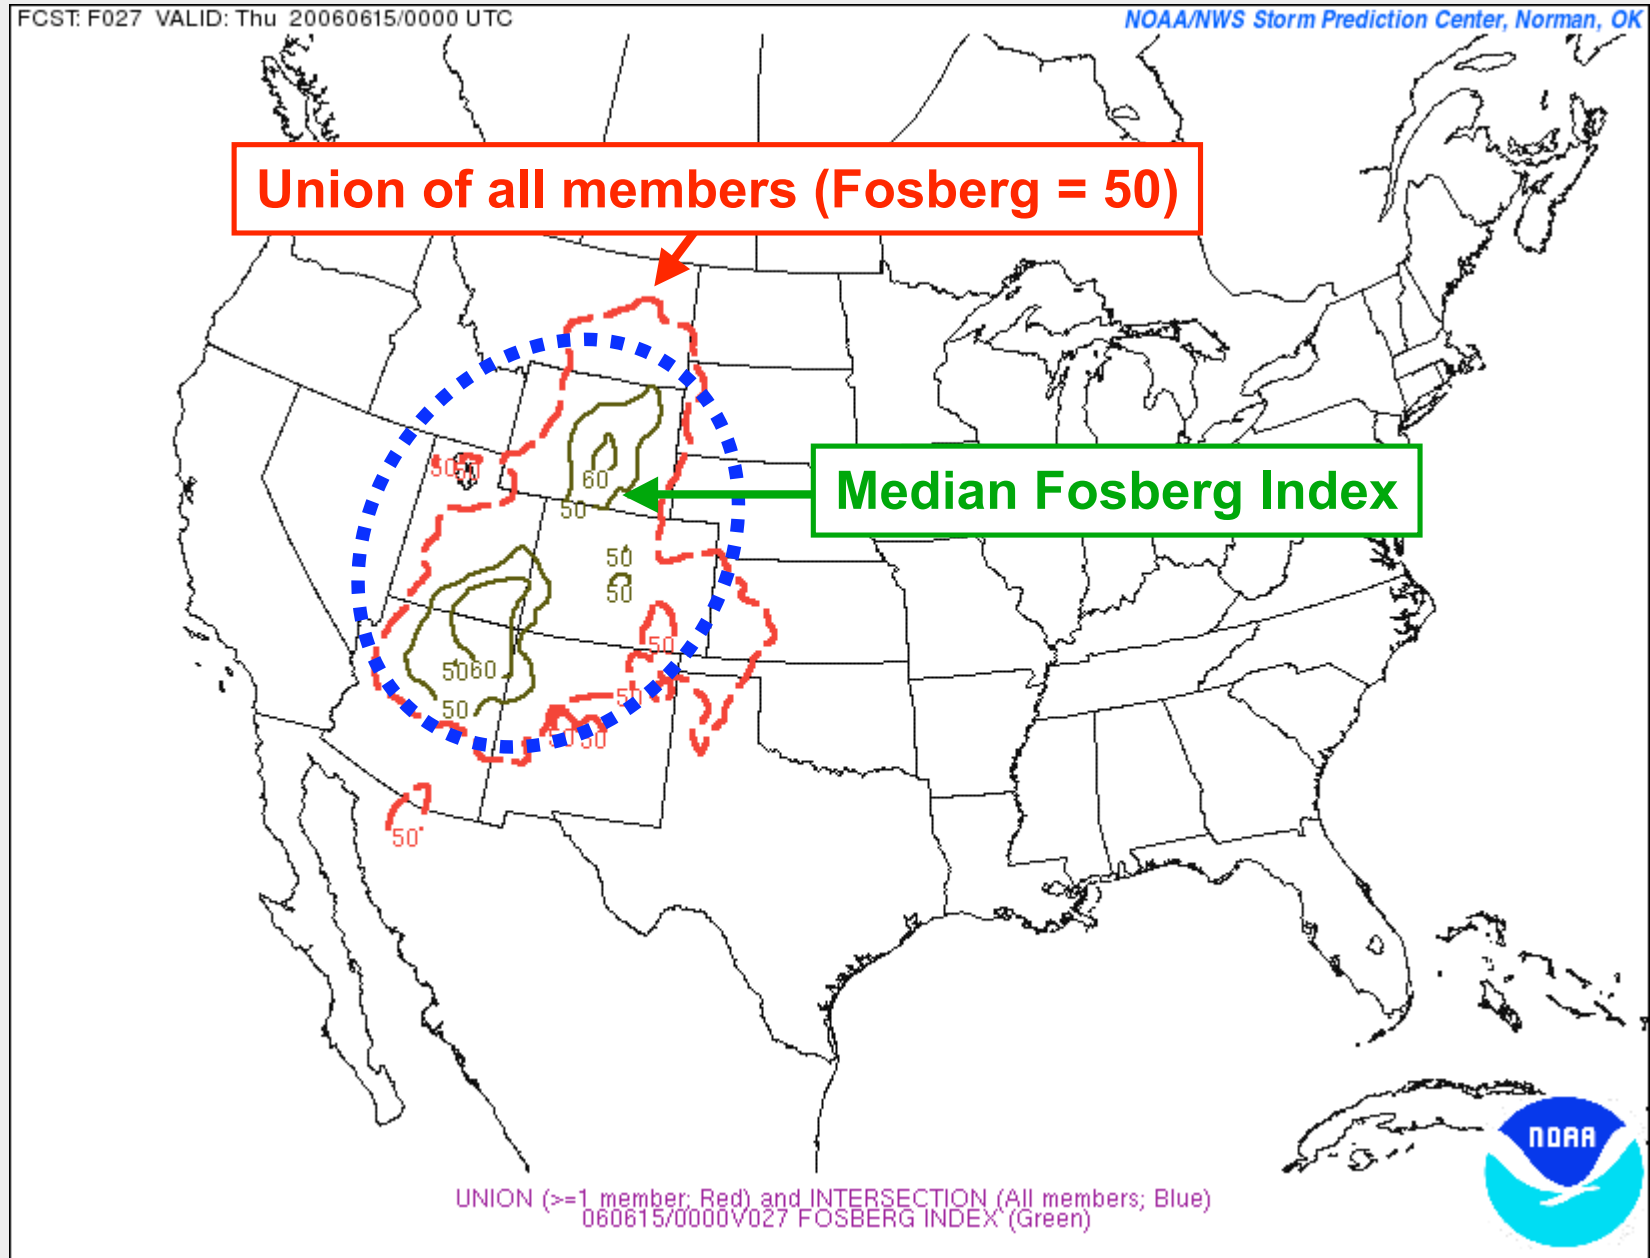 FCST: F027 VALID: Thu 20060615/0000 UTC
NOAA/NWS Storm Prediction Center, Norman, OK
Union of all members (Fosberg = 50)
50
60
Median Fosberg Index
50
50
50
50
50 60
50
50
50 50
50
UNION (>=1 member; Red) and INTERSECTION (All members; Blue)
060615/0000V027 FOSBERG INDEX (Green)
NOAA